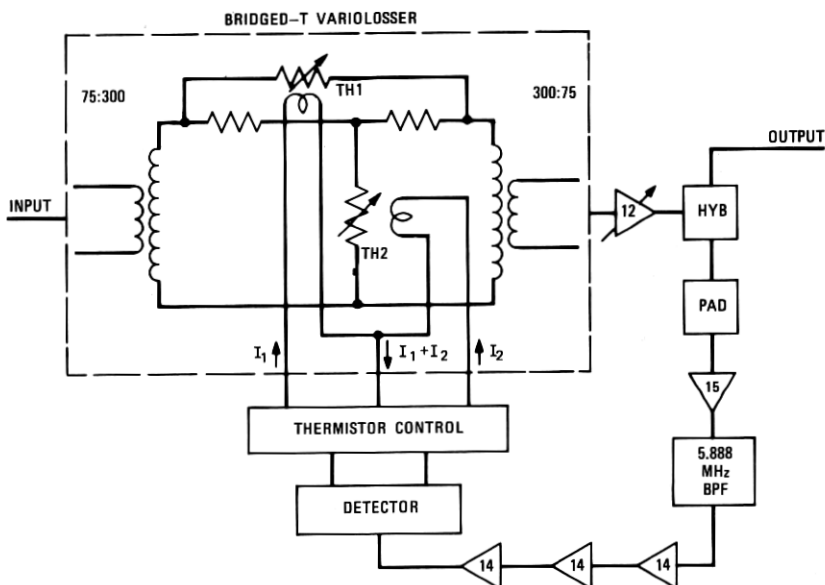 BRIDGED-T VARIOLOSSER
75:300
TH1
300:75
OUTPUT
INPUT
12
HYB
TH2
PAD
I1
I1+I2
I2
15
THERMISTOR CONTROL
5.888
MHz
BPF
DETECTOR
14
14
14